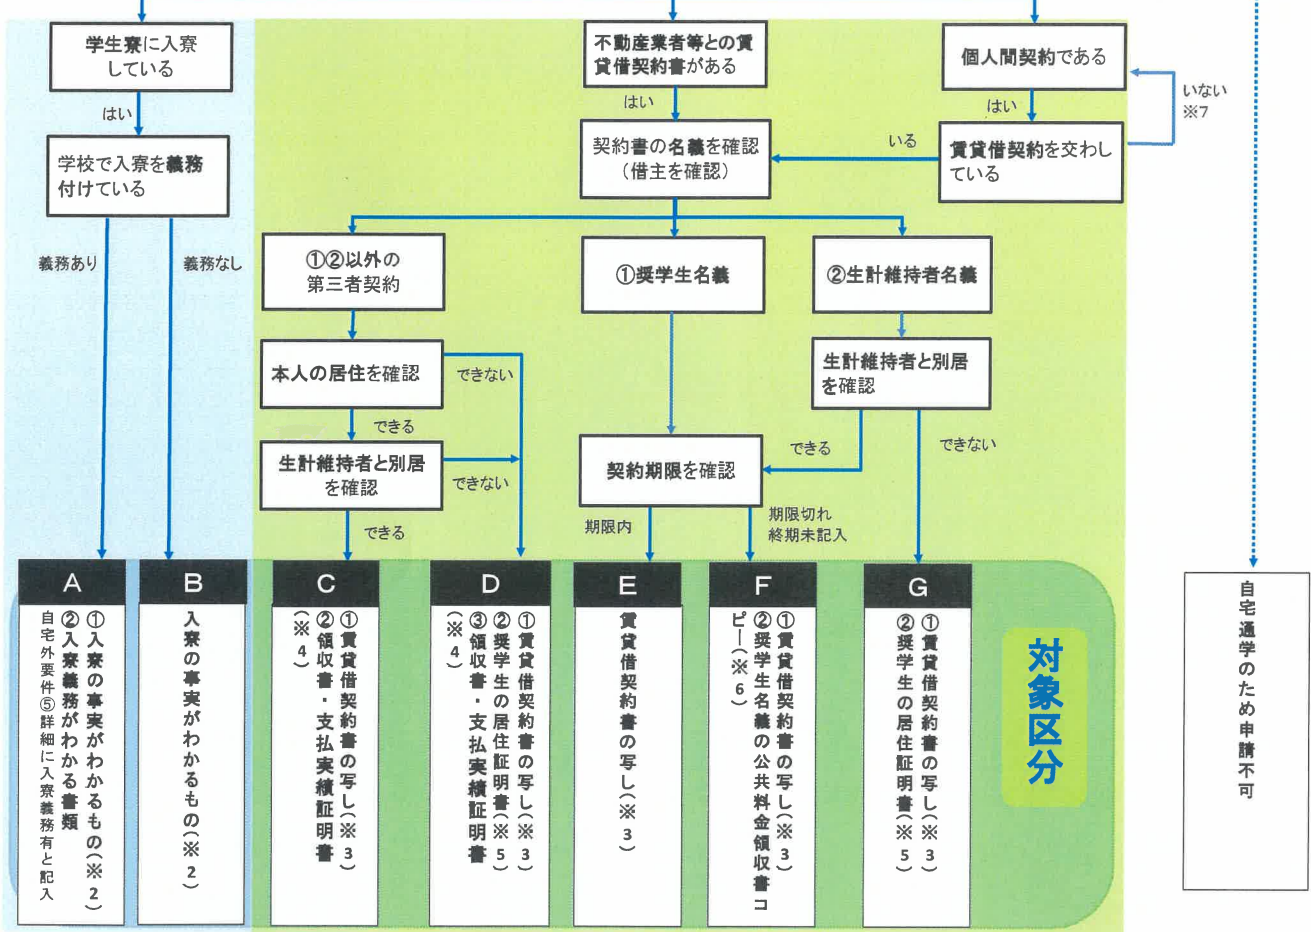 学生寮に入寮
している
不動産業者等との賃
貸借契約書がある
個人間契約である
はい
はい
はい
いない
※7
学校で入寮を義務
付けている
契約書の名義を確認
（借主を確認）
いる
賃貸借契約を交わし
ている
義務あり
義務なし
①②以外の
第三者契約
①奨学生名義
②生計維持者名義
本人の居住を確認
できない
生計維持者と別居
を確認
できる
できる
できない
生計維持者と別居
を確認
できない
契約期限を確認
できる
期限内
期限切れ
終期未記入
A
①入寮の事実がわかるもの(※2)
②入寮義務がわかる書類
自宅外要件⑤詳細に入寮義務有と記入
B
入寮の事実がわかるもの(※2)
C
①賃貸借契約書の写し(※3)
②領収書・支払実績証明書
(※4)
D
①賃貸借契約書の写し(※3)
②奨学生の居住証明書(※5)
③領収書・支払実績証明書
(※4)
E
賃貸借契約書の写し(※3)
F
①賃貸借契約書の写し(※3)
②奨学生名義の公共料金領収書コ
ピー(※6)
G
①賃貸借契約書の写し(※3)
②奨学生の居住証明書(※5)
対象区分
自宅通学のため申請不可